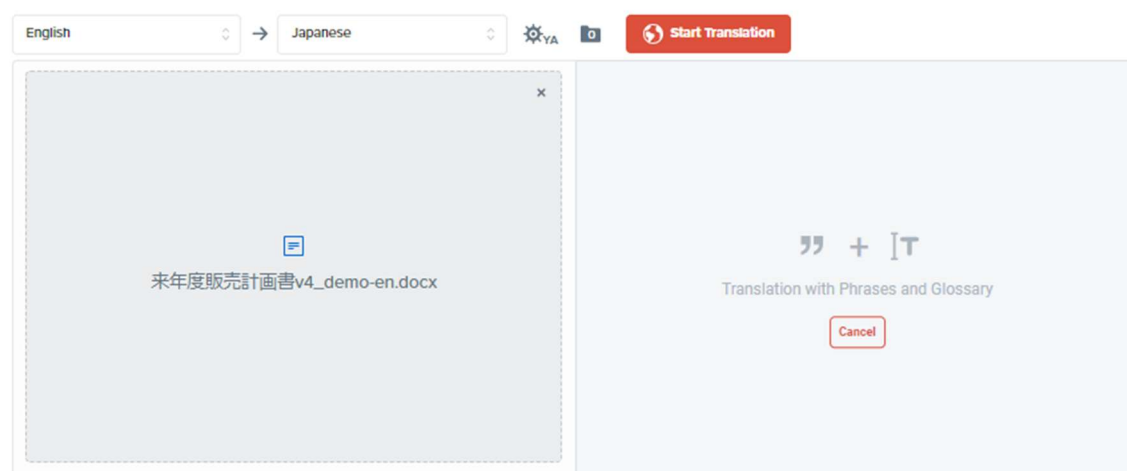 English
Japanese
YA
0
Start Translation
×
来年度販売計画書v4_demo-en.docx
Translation with Phrases and Glossary
Cancel